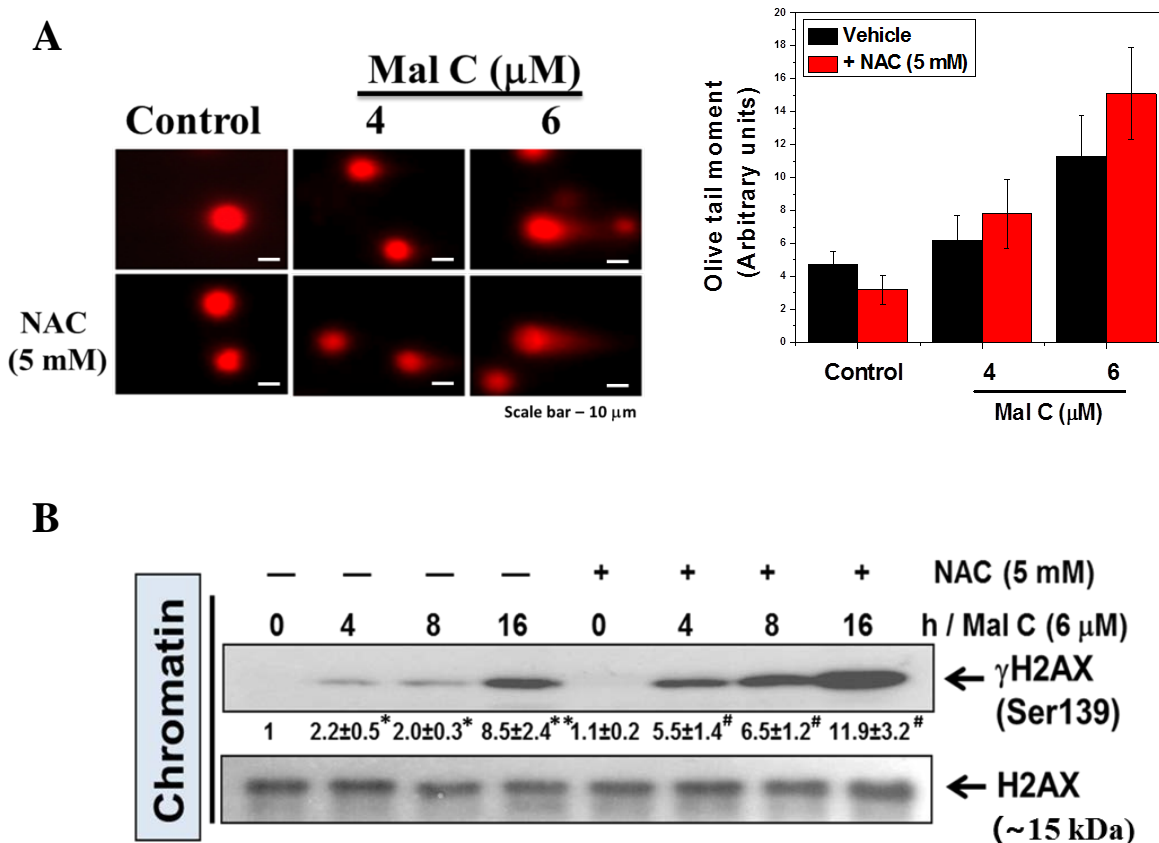 A
Mal C (μM)
Control 4 6
NAC
(5 mM)
Scale bar – 10 μm
Olive tail moment
(Arbitrary units)
20
18
16
14
12
10
8
6
4
2
0
Vehicle
+ NAC (5 mM)
Control 4 6
Mal C (μM)
B
Chromatin
— — — — + + + + NAC (5 mM)
0 4 8 16 0 4 8 16 h / Mal C (6 μM)
γH2AX
(Ser139)
1 2.2±0.5* 2.0±0.3* 8.5±2.4** 1.1±0.2 5.5±1.4# 6.5±1.2# 11.9±3.2#
H2AX
(~15 kDa)